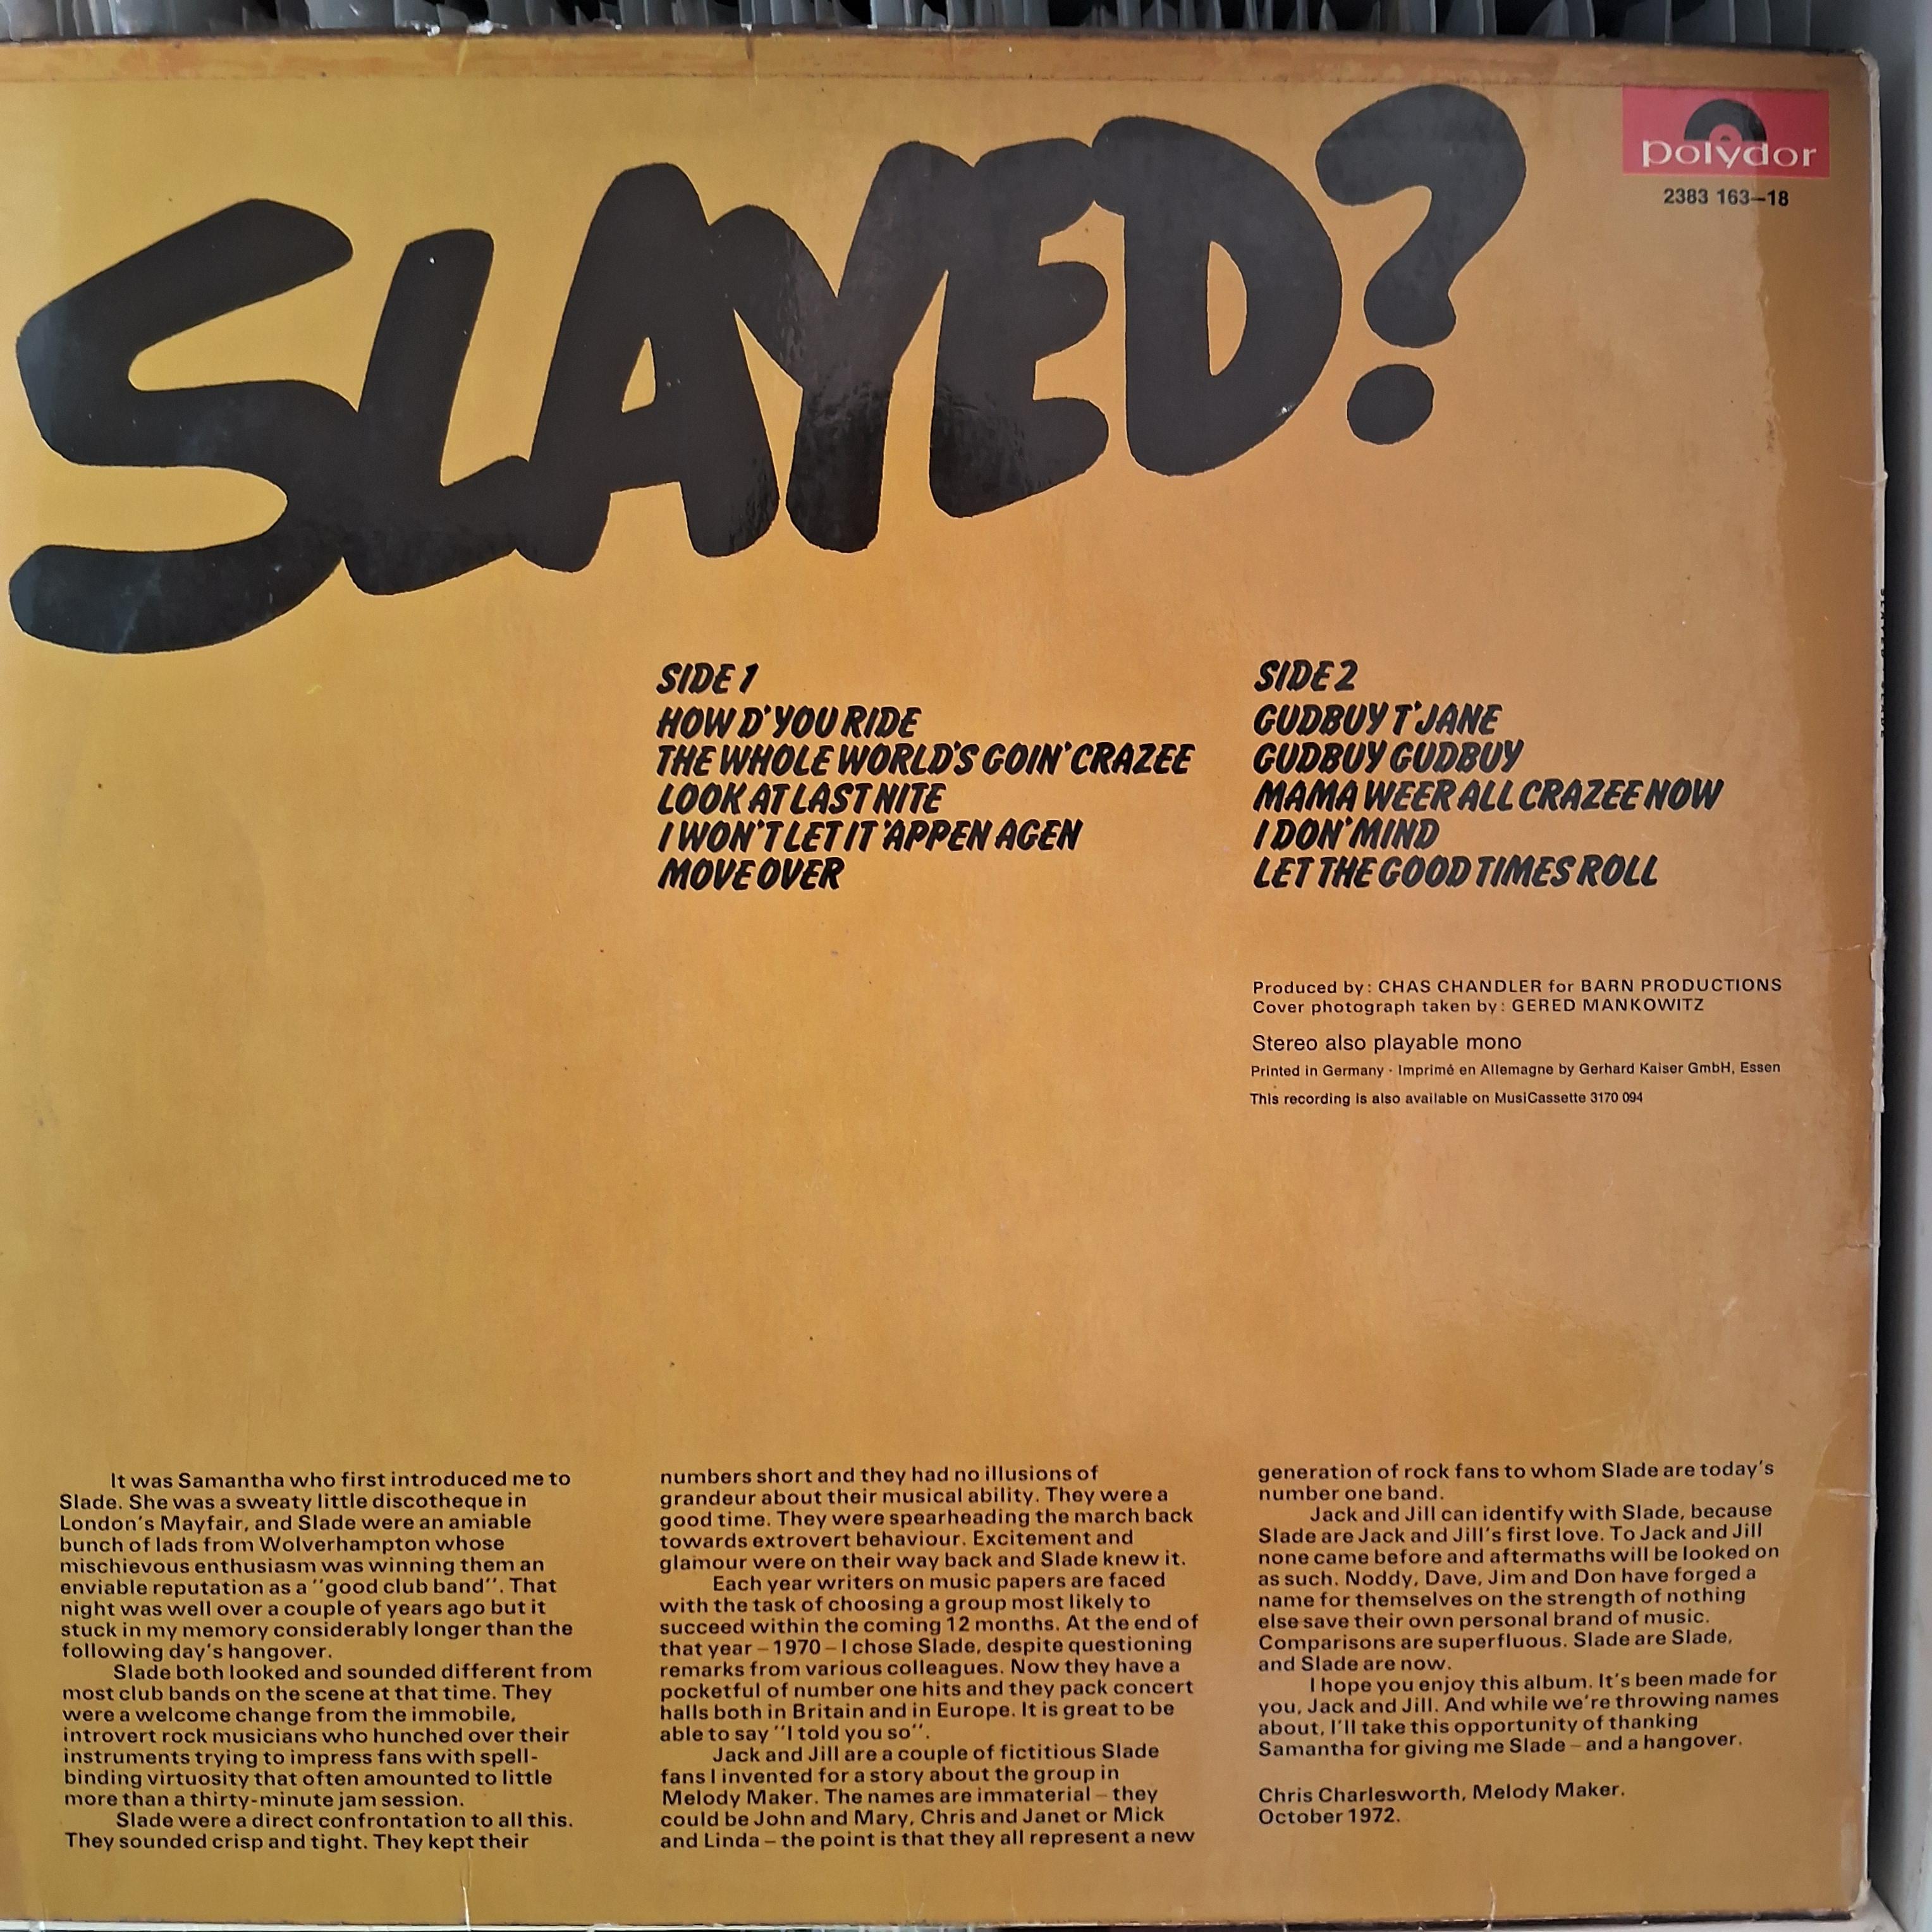 SLAYED?
polydor
2383 163–18
SIDE 1
HOW D'YOU RIDE
THE WHOLE WORLD'S GOIN' CRAZEE
LOOK AT LAST NITE
I WON'T LET IT 'APPEN AGEN
MOVE OVER
SIDE 2
GUDBUY T'JANE
GUDBUY GUDBUY
MAMA WEER ALL CRAZEE NOW
I DON' MIND
LET THE GOOD TIMES ROLL
Produced by: CHAS CHANDLER for BARN PRODUCTIONS
Cover photograph taken by: GERED MANKOWITZ
Stereo also playable mono
Printed in Germany · Imprimé en Allemagne by Gerhard Kaiser GmbH, Essen
This recording is also available on MusiCassette 3170 094
It was Samantha who first introduced me to
Slade. She was a sweaty little discotheque in
London's Mayfair, and Slade were an amiable
bunch of lads from Wolverhampton whose
mischievous enthusiasm was winning them an
enviable reputation as a "good club band". That
night was well over a couple of years ago but it
stuck in my memory considerably longer than the
following day's hangover.
Slade both looked and sounded different from
most club bands on the scene at that time. They
were a welcome change from the immobile,
introvert rock musicians who hunched over their
instruments trying to impress fans with spell-
binding virtuosity that often amounted to little
more than a thirty-minute jam session.
Slade were a direct confrontation to all this.
They sounded crisp and tight. They kept their
numbers short and they had no illusions of
grandeur about their musical ability. They were a
good time. They were spearheading the march back
towards extrovert behaviour. Excitement and
glamour were on their way back and Slade knew it.
Each year writers on music papers are faced
with the task of choosing a group most likely to
succeed within the coming 12 months. At the end of
that year – 1970 – I chose Slade, despite questioning
remarks from various colleagues. Now they have a
pocketful of number one hits and they pack concert
halls both in Britain and in Europe. It is great to be
able to say "I told you so".
Jack and Jill are a couple of fictitious Slade
fans I invented for a story about the group in
Melody Maker. The names are immaterial – they
could be John and Mary, Chris and Janet or Mick
and Linda – the point is that they all represent a new
generation of rock fans to whom Slade are today's
number one band.
Jack and Jill can identify with Slade, because
Slade are Jack and Jill's first love. To Jack and Jill
none came before and aftermaths will be looked on
as such. Noddy, Dave, Jim and Don have forged a
name for themselves on the strength of nothing
else save their own personal brand of music.
Comparisons are superfluous. Slade are Slade,
and Slade are now.
I hope you enjoy this album. It's been made for
you, Jack and Jill. And while we're throwing names
about, I'll take this opportunity of thanking
Samantha for giving me Slade – and a hangover.
Chris Charlesworth, Melody Maker.
October 1972.